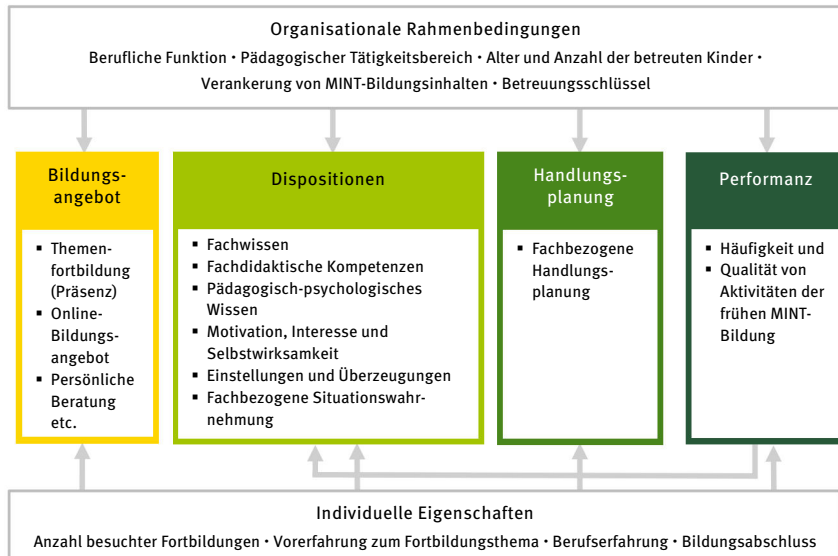 Organisationale Rahmenbedingungen
Berufliche Funktion · Pädagogischer Tätigkeitsbereich · Alter und Anzahl der betreuten Kinder ·
Verankerung von MINT-Bildungsinhalten · Betreuungsschlüssel
Bildungs-
angebot
▪ Themen-
fortbildung
(Präsenz)
▪ Online-
Bildungs-
angebot
▪ Persönliche
Beratung
etc.
Dispositionen
▪ Fachwissen
▪ Fachdidaktische Kompetenzen
▪ Pädagogisch-psychologisches
Wissen
▪ Motivation, Interesse und
Selbstwirksamkeit
▪ Einstellungen und Überzeugungen
▪ Fachbezogene Situationswahr-
nehmung
Handlungs-
planung
▪ Fachbezogene
Handlungs-
planung
Performanz
▪ Häufigkeit und
▪ Qualität von
Aktivitäten der
frühen MINT-
Bildung
Individuelle Eigenschaften
Anzahl besuchter Fortbildungen · Vorerfahrung zum Fortbildungsthema · Berufserfahrung · Bildungsabschluss